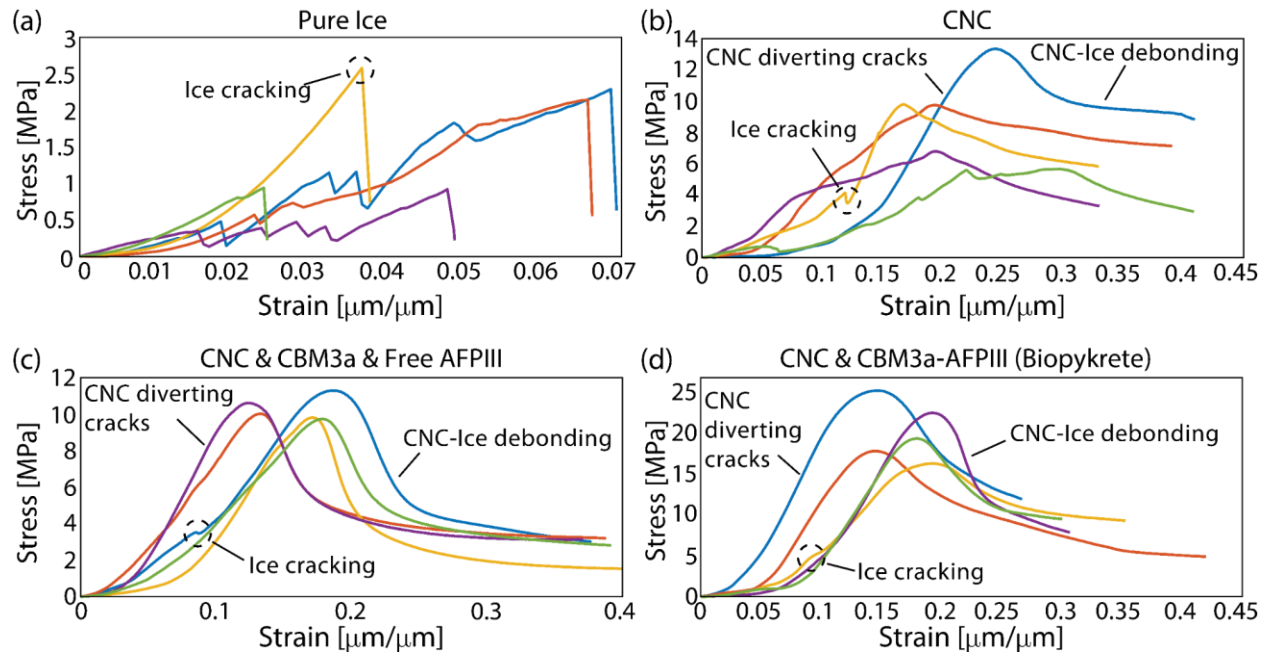 (a)
Pure Ice
Stress [MPa]
3
2.5
2
1.5
1
0.5
0
Ice cracking
0 0.01 0.02 0.03 0.04 0.05 0.06 0.07
Strain [μm/μm]
(b)
CNC
Stress [MPa]
14
12
10
8
6
4
2
0
CNC diverting cracks
CNC-Ice debonding
Ice cracking
0 0.05 0.1 0.15 0.2 0.25 0.3 0.35 0.4 0.45
Strain [μm/μm]
(c)
CNC & CBM3a & Free AFPIII
Stress [MPa]
12
10
8
6
4
2
0
CNC diverting
cracks
CNC-Ice debonding
Ice cracking
0.1 0.2 0.3 0.4
Strain [μm/μm]
(d)
CNC & CBM3a-AFPIII (Biopykrete)
Stress [MPa]
25
20
15
10
5
0
CNC
diverting
cracks
CNC-Ice debonding
Ice cracking
0 0.05 0.1 0.15 0.2 0.25 0.3 0.35 0.4 0.45
Strain [μm/μm]